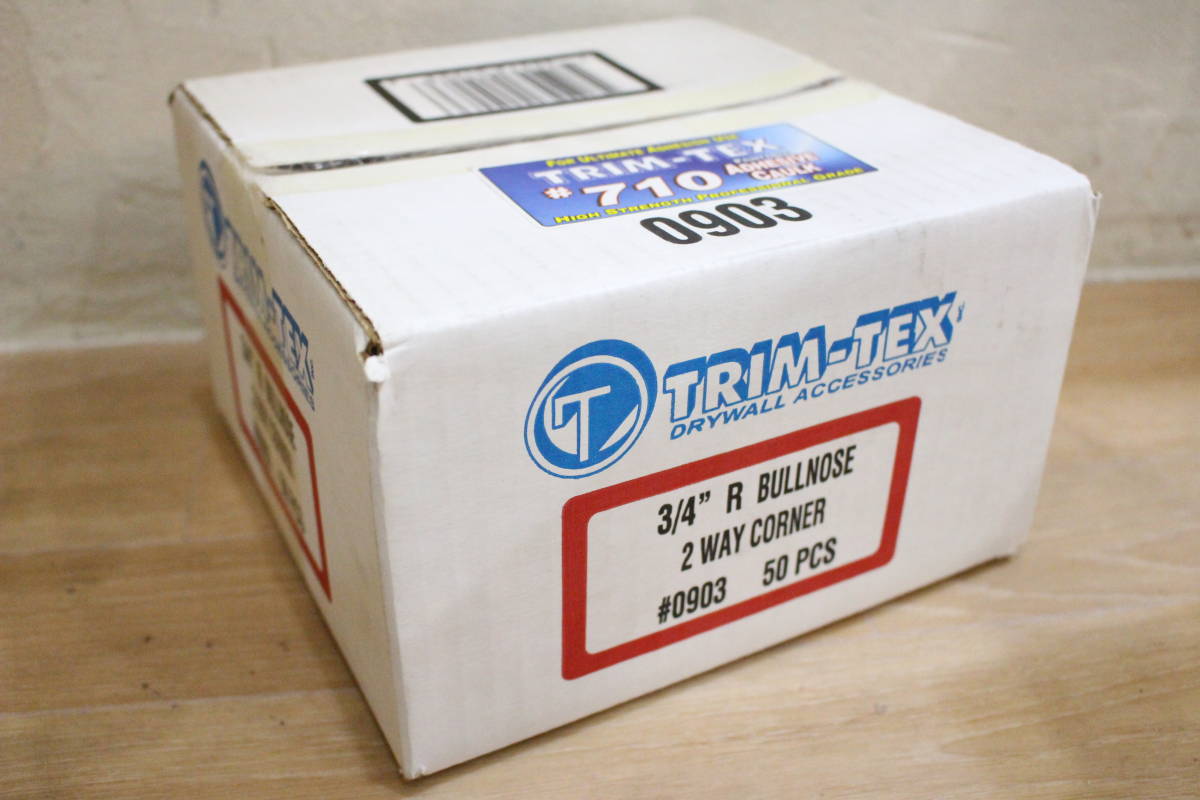 FOR ULTIMATE ADHESION USE
TRIM-TEX
#710 ADHESIVE CAULK
HIGH STRENGTH PROFESSIONAL GRADE
0903
T TRIM-TEX
DRYWALL ACCESSORIES
3/4" R BULLNOSE
2 WAY CORNER
#0903 50 PCS
TRIM-TEX